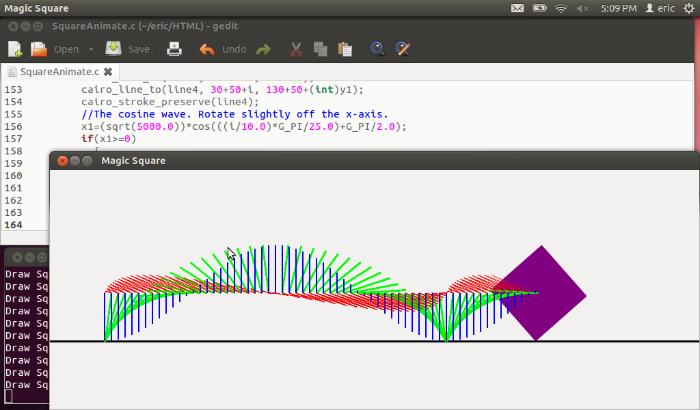 Magic Square
5:09 PM
eric
SquareAnimate.c (~/eric/HTML) - gedit
Open
Save
Undo
SquareAnimate.c
153 cairo_line_to(line4, 30+50+i, 130+50+(int)y1);
154 cairo_stroke_preserve(line4);
155 //The cosine wave. Rotate slightly off the x-axis.
156 x1=(sqrt(5000.0))*cos(((i/10.0)*G_PI/25.0)+G_PI/2.0);
157 if(x1>=0)
158
159
160
161
162
163
164
Magic Square
Draw Sq
Draw Sq
Draw Sq
Draw Sq
Draw Sq
Draw Sq
Draw Sq
Draw Sq
Draw Sq
Draw Sq